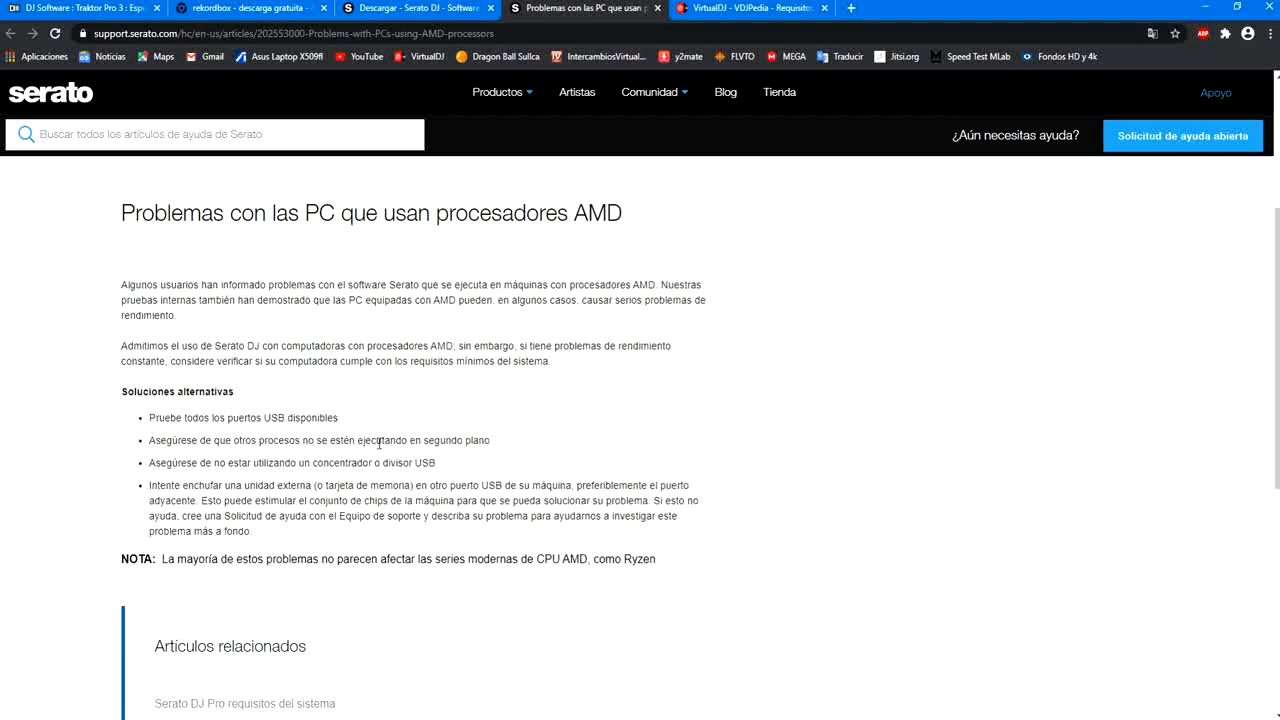 DJ Software : Traktor Pro 3 : Esp
rekordbox - descarga gratuita - A
Descargar - Serato DJ - Software
Problemas con las PC que usan p
VirtualDJ - VDJPedia - Requisitos
support.serato.com/hc/en-us/articles/202553000-Problems-with-PCs-using-AMD-processors
Aplicaciones
Noticias
Maps
Gmail
Asus Laptop X509fl
YouTube
VirtualDJ
Dragon Ball Sullca
IntercambiosVirtual...
y2mate
FLVTO
MEGA
Traducir
Jitsi.org
Speed Test MLab
Fondos HD y 4k
serato
Productos
Artistas
Comunidad
Blog
Tienda
Apoyo
Buscar todos los artículos de ayuda de Serato
¿Aún necesitas ayuda?
Solicitud de ayuda abierta
Problemas con las PC que usan procesadores AMD
Algunos usuarios han informado problemas con el software Serato que se ejecuta en máquinas con procesadores AMD. Nuestras
pruebas internas también han demostrado que las PC equipadas con AMD pueden, en algunos casos, causar serios problemas de
rendimiento.
Admitimos el uso de Serato DJ con computadoras con procesadores AMD; sin embargo, si tiene problemas de rendimiento
constante, considere verificar si su computadora cumple con los requisitos mínimos del sistema.
Soluciones alternativas
• Pruebe todos los puertos USB disponibles
• Asegúrese de que otros procesos no se estén ejecutando en segundo plano
• Asegúrese de no estar utilizando un concentrador o divisor USB
• Intente enchufar una unidad externa (o tarjeta de memoria) en otro puerto USB de su máquina, preferiblemente el puerto
adyacente. Esto puede estimular el conjunto de chips de la máquina para que se pueda solucionar su problema. Si esto no
ayuda, cree una Solicitud de ayuda con el Equipo de soporte y describa su problema para ayudarnos a investigar este
problema más a fondo.
NOTA: La mayoría de estos problemas no parecen afectar las series modernas de CPU AMD, como Ryzen
Artículos relacionados
Serato DJ Pro requisitos del sistema